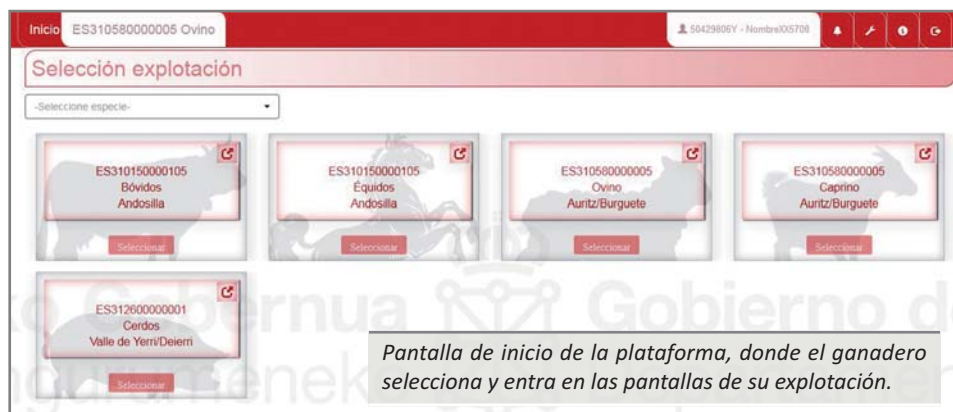 Inicio ES310580000005 Ovino 50429806Y - NombreXX5708
Selección explotación
-Seleccione especie-
ES310150000105
Bóvidos
Andosilla
Seleccionar
ES310150000105
Équidos
Andosilla
Seleccionar
ES310580000005
Ovino
Auritz/Burguete
Seleccionar
ES310580000005
Caprino
Auritz/Burguete
Seleccionar
ES312600000001
Cerdos
Valle de Yerri/Deierri
Seleccionar
Gobierno
Pantalla de inicio de la plataforma, donde el ganadero
selecciona y entra en las pantallas de su explotación.